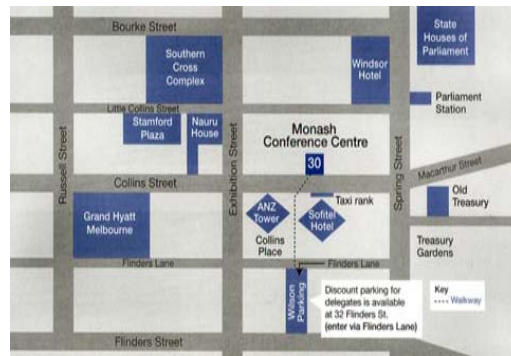 Bourke Street
State
Houses of
Parliament
Southern
Cross
Complex
Windsor
Hotel
Parliament
Station
Little Collins Street
Stamford
Plaza
Nauru
House
Monash
Conference Centre
30
Russell Street
Exhibition Street
Spring Street
Macarthur Street
Collins Street
Taxi rank
Old
Treasury
Grand Hyatt
Melbourne
ANZ
Tower
Sofitel
Hotel
Collins
Place
Treasury
Gardens
Flinders Lane
Flinders Lane
Wilson
Parking
Discount parking for
delegates is available
at 32 Flinders St.
(enter via Flinders Lane)
Key
Walkway
Flinders Street